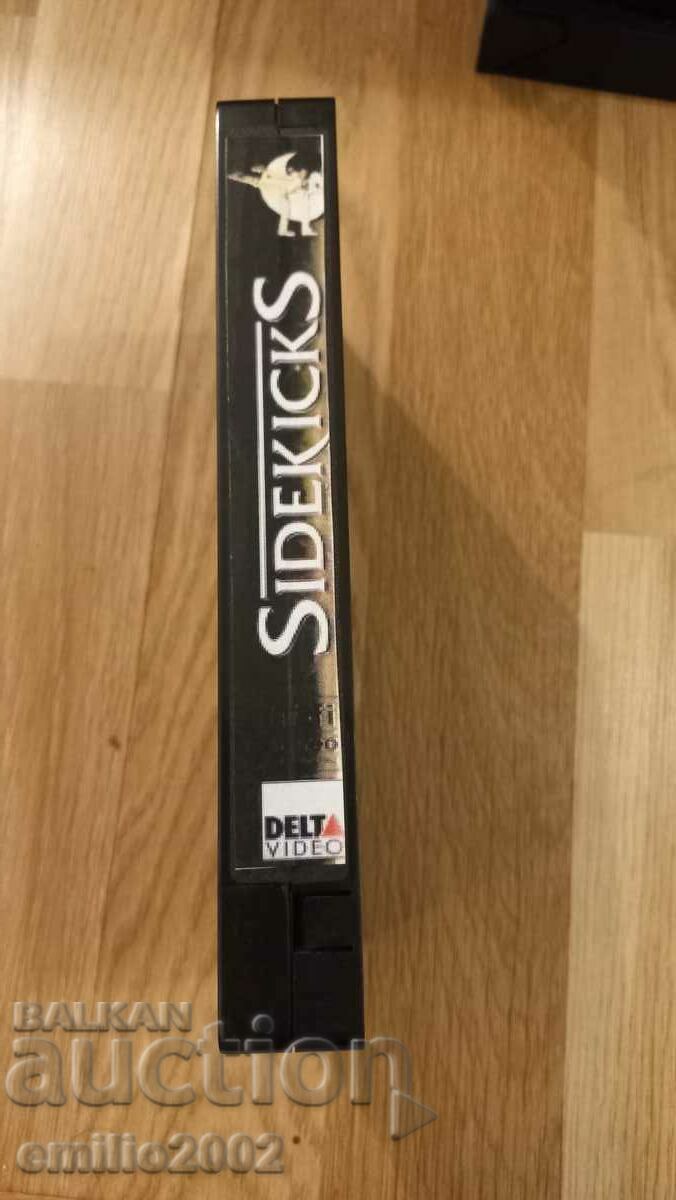 SIDEKICKS
DELTA
VIDEO
BALKAN
auction
emilio2002